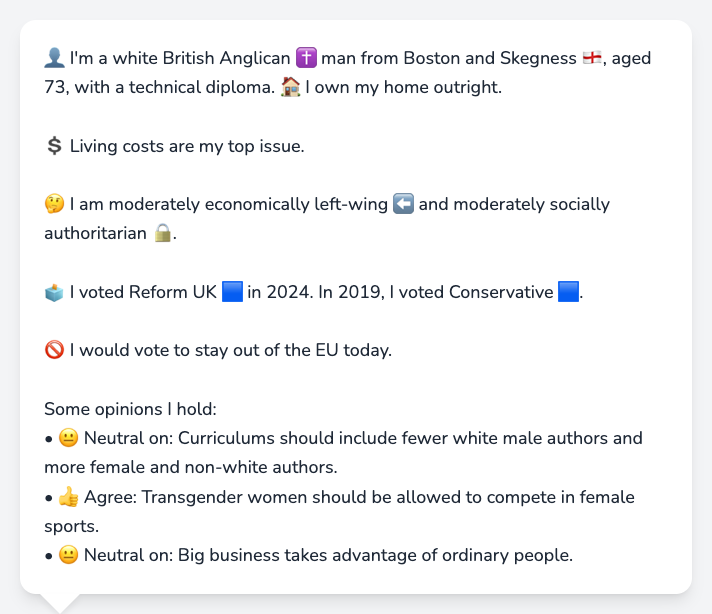 👤 I'm a white British Anglican ✝️ man from Boston and Skegness 🏴󠁧󠁢󠁥󠁮󠁧󠁿, aged
73, with a technical diploma. 🏠 I own my home outright.
💲 Living costs are my top issue.
🤔 I am moderately economically left-wing ⬅️ and moderately socially
authoritarian 🔒.
🗳️ I voted Reform UK 🟦 in 2024. In 2019, I voted Conservative 🟦.
🚫 I would vote to stay out of the EU today.
Some opinions I hold:
• 😐 Neutral on: Curriculums should include fewer white male authors and
more female and non-white authors.
• 👍 Agree: Transgender women should be allowed to compete in female
sports.
• 😐 Neutral on: Big business takes advantage of ordinary people.